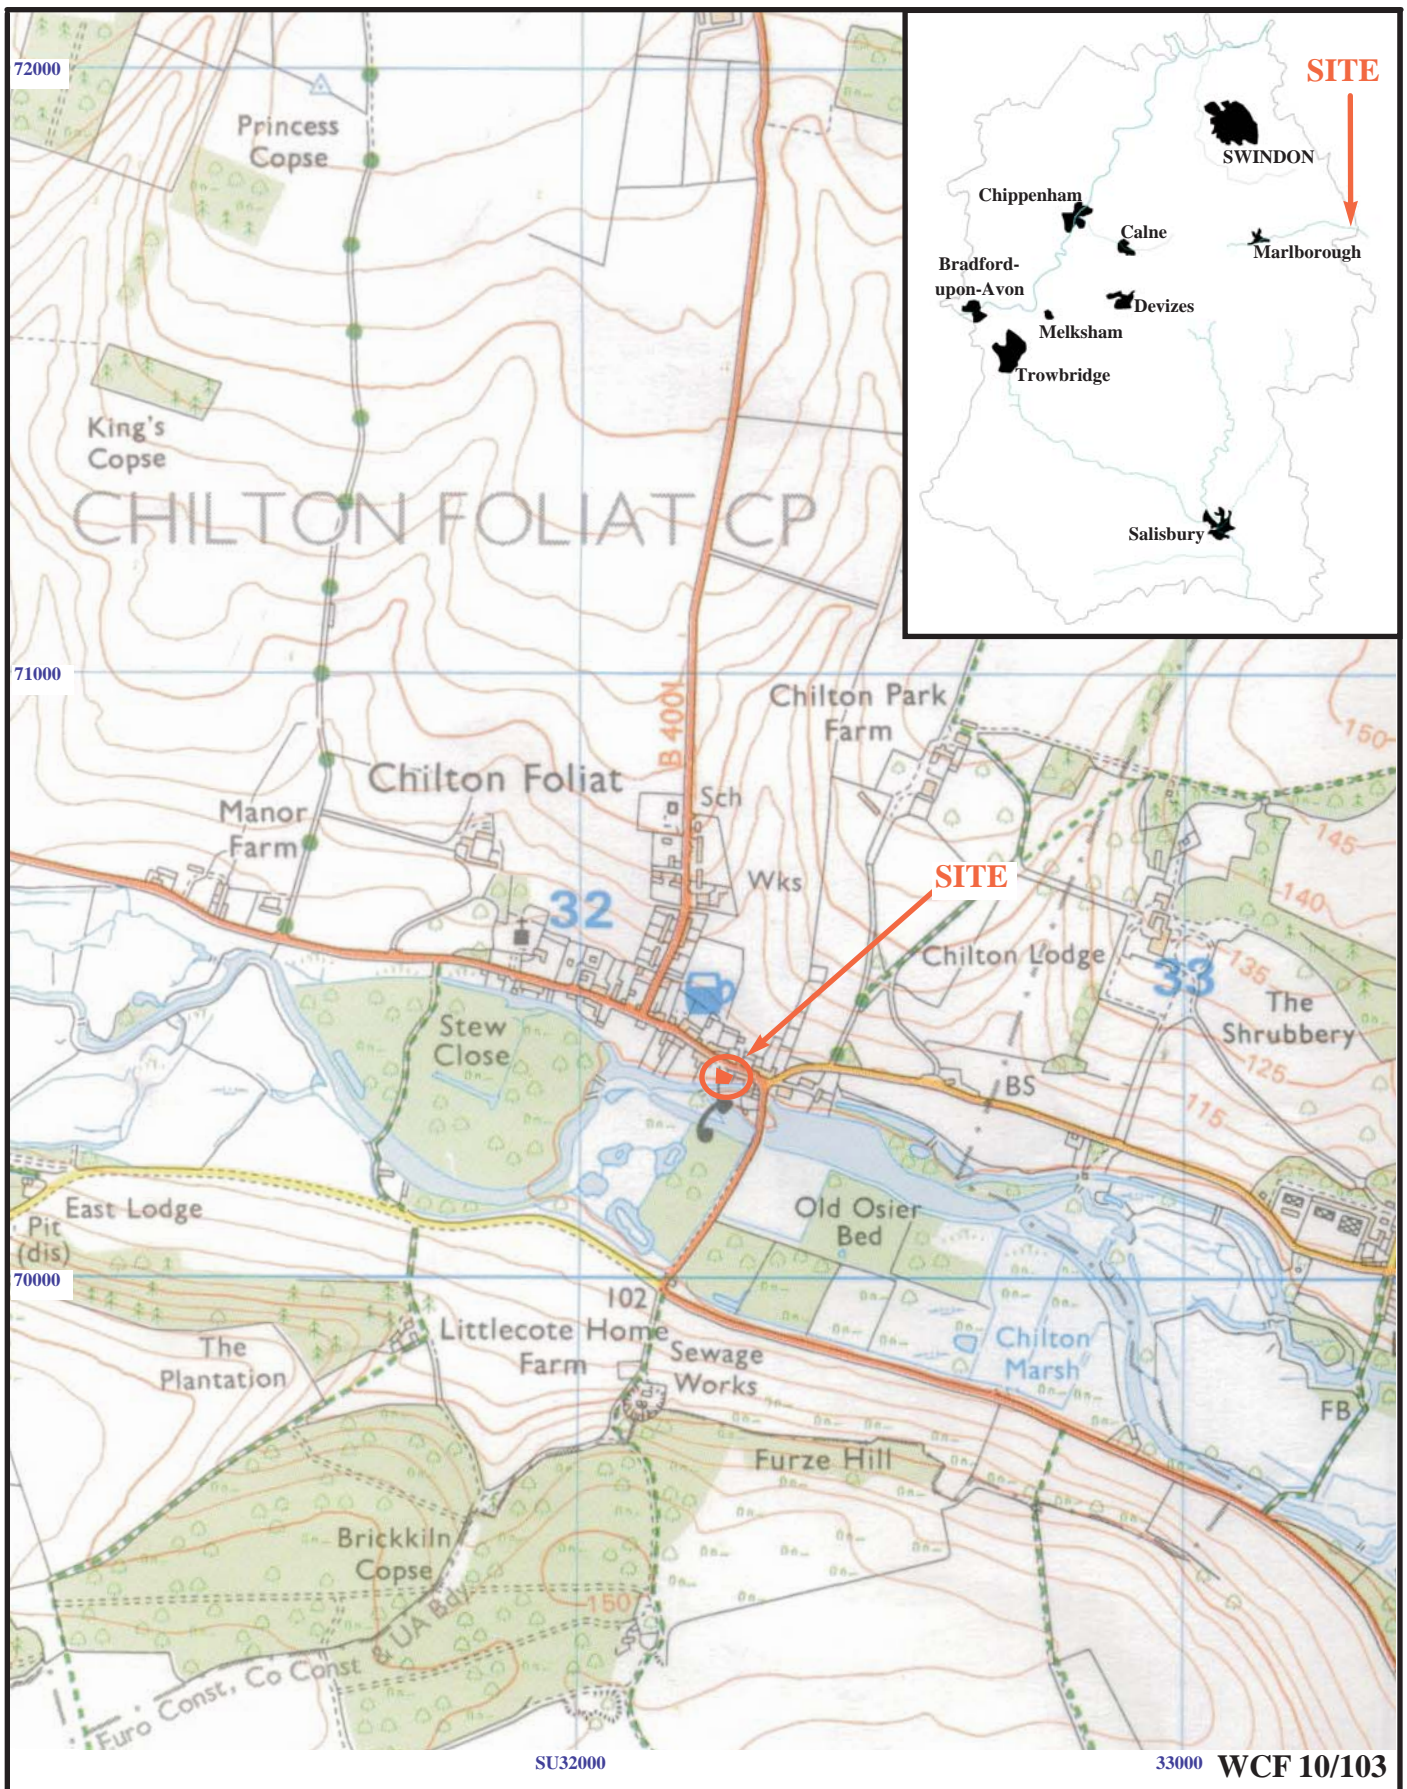 72000
Princess
Copse
King's
Copse
CHILTON FOLIAT CP
71000
B 4001
Chilton Park
Farm
150
Chilton Foliat
Sch
Manor
Farm
145
Wks
SITE
140
32
Chilton Lodge
33
135
The
Shrubbery
Stew
Close
125
BS
115
East Lodge
Pit
(dis)
Old Osier
Bed
70000
102
The
Plantation
Littlecote Home
Farm
Sewage
Works
Chilton
Marsh
FB
Furze Hill
Brickkiln
Copse
150
Euro Const, Co Const & UA Bdy
SU32000
33000
WCF 10/103
SITE
SWINDON
Chippenham
Calne
Marlborough
Bradford-
upon-Avon
Devizes
Melksham
Trowbridge
Salisbury